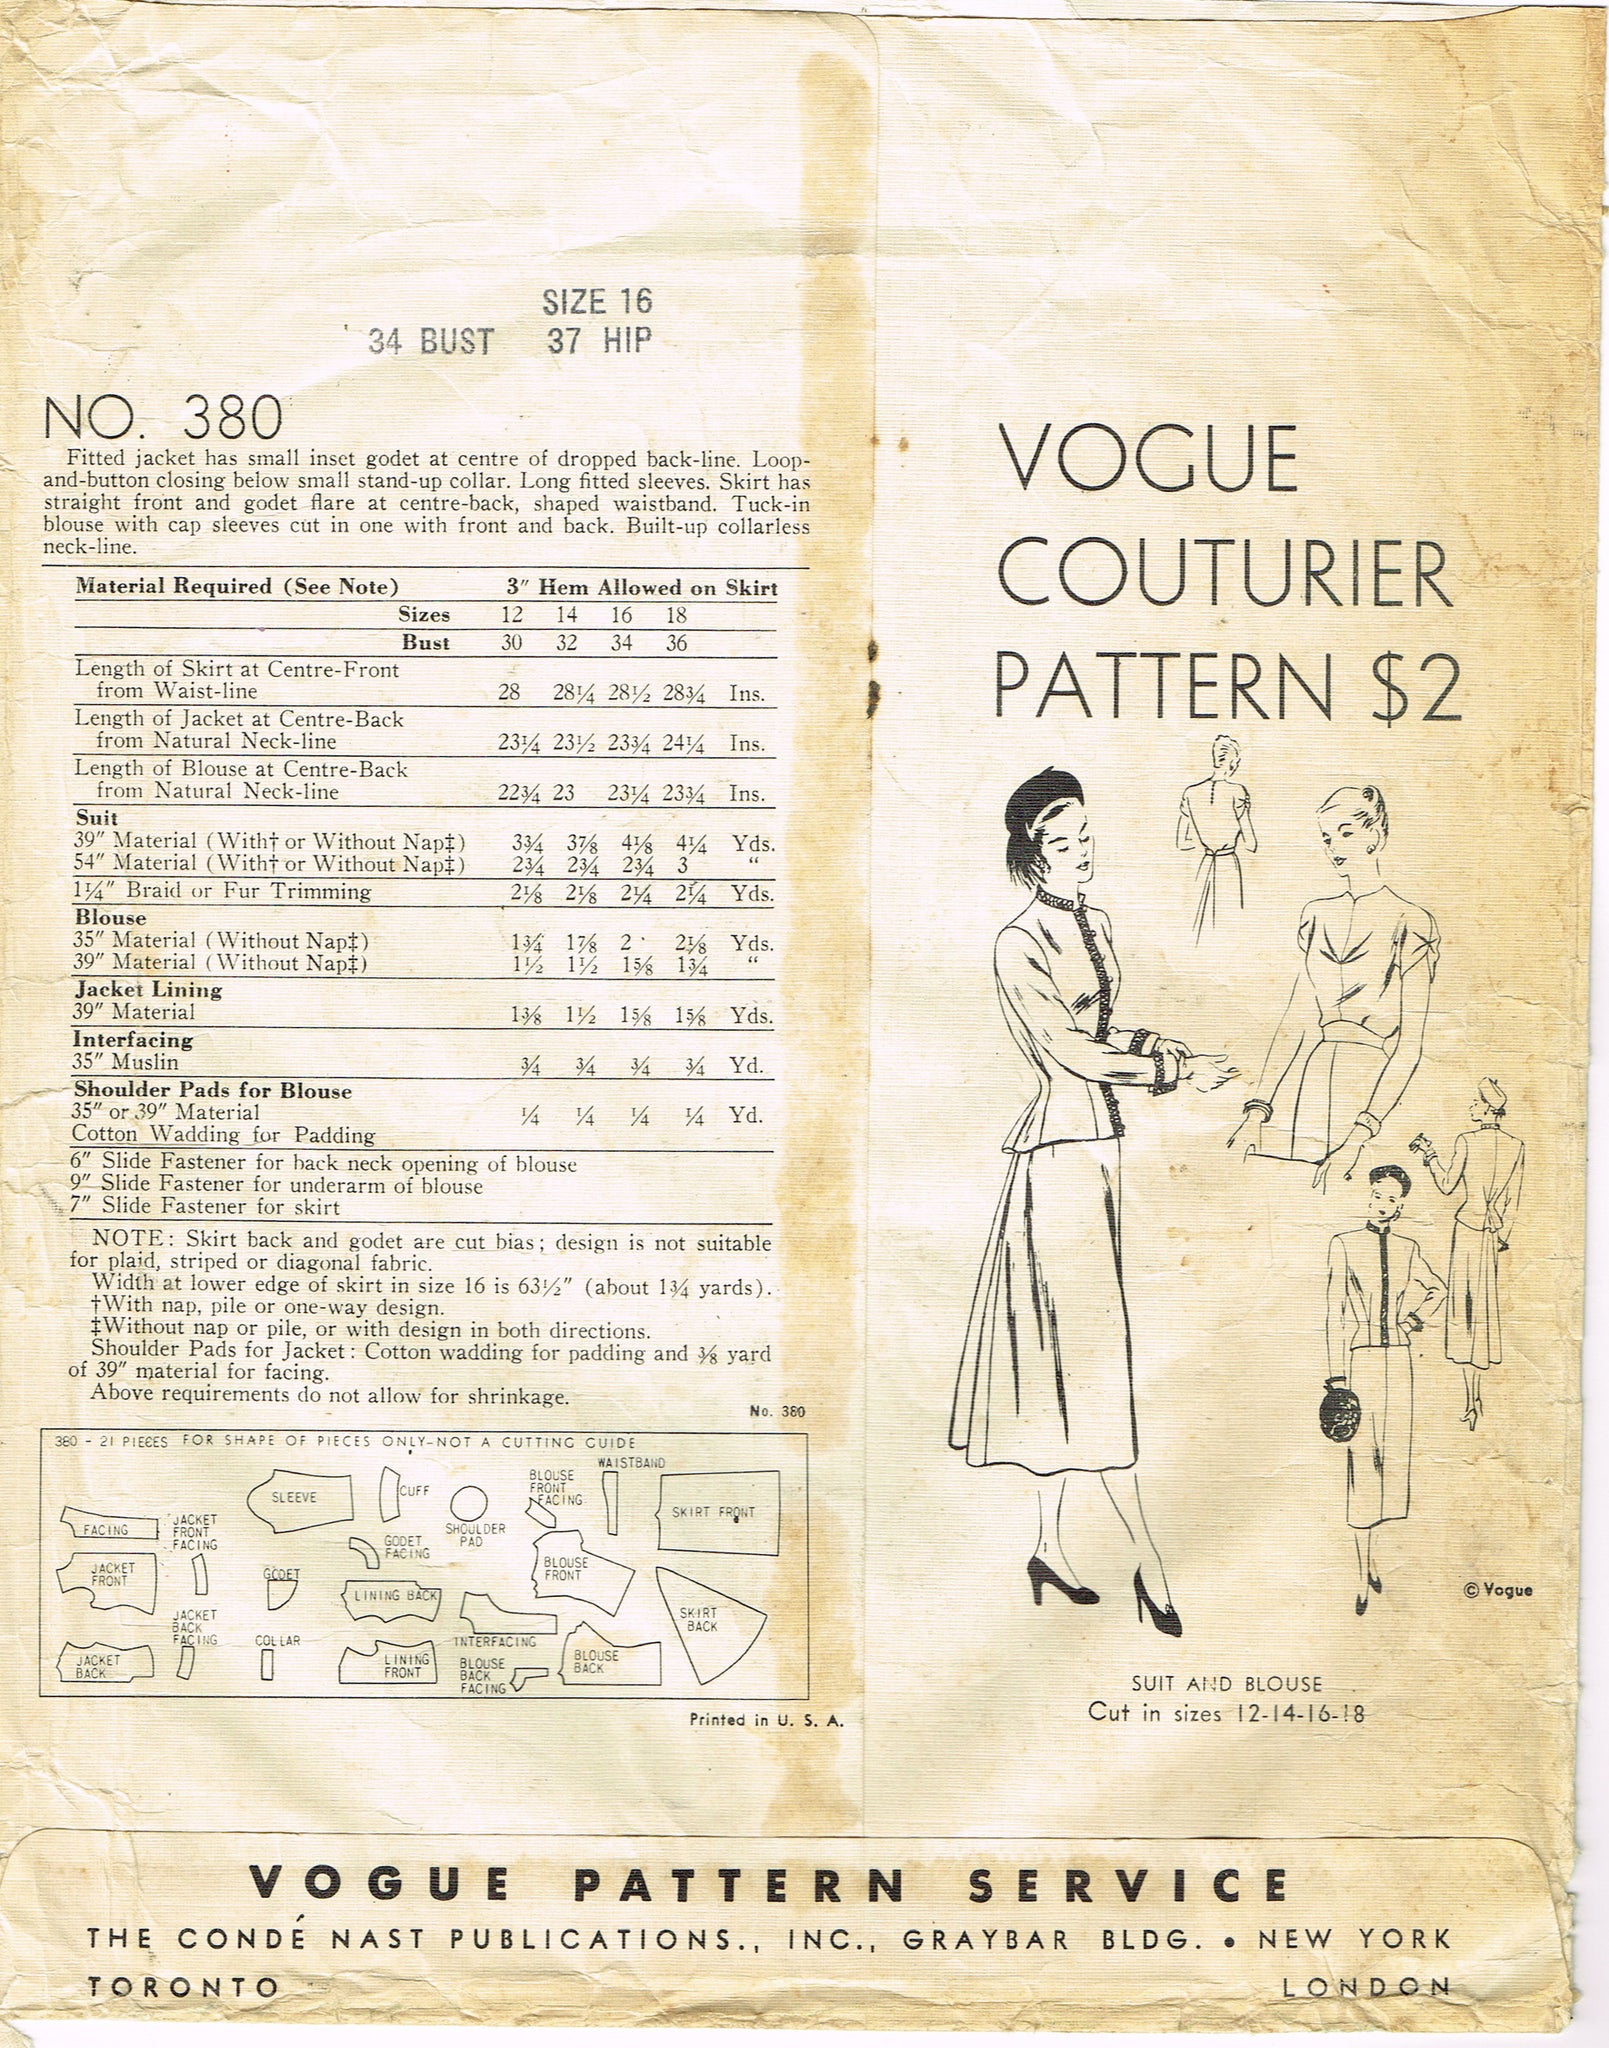 SIZE 16
34 BUST 37 HIP
NO. 380
Fitted jacket has small inset godet at centre of dropped back-line. Loop-
and-button closing below small stand-up collar. Long fitted sleeves. Skirt has
straight front and godet flare at centre-back, shaped waistband. Tuck-in
blouse with cap sleeves cut in one with front and back. Built-up collarless
neck-line.
Material Required (See Note) 3" Hem Allowed on Skirt
Sizes 12 14 16 18
Bust 30 32 34 36
Length of Skirt at Centre-Front
from Waist-line 28 28¼ 28½ 28¾ Ins.
Length of Jacket at Centre-Back
from Natural Neck-line 23¼ 23½ 23¾ 24¼ Ins.
Length of Blouse at Centre-Back
from Natural Neck-line 22¾ 23 23¼ 23¾ Ins.
Suit
39" Material (With† or Without Nap‡) 3¾ 3⅞ 4⅛ 4¼ Yds.
54" Material (With† or Without Nap‡) 2¾ 2¾ 2¾ 3 "
1¼" Braid or Fur Trimming 2⅛ 2⅛ 2¼ 2¼ Yds.
Blouse
35" Material (Without Nap‡) 1¾ 1⅞ 2 2⅛ Yds.
39" Material (Without Nap‡) 1½ 1½ 1⅝ 1¾ "
Jacket Lining
39" Material 1⅜ 1½ 1⅝ 1⅝ Yds.
Interfacing
35" Muslin ¾ ¾ ¾ ¾ Yd.
Shoulder Pads for Blouse
35" or 39" Material ¼ ¼ ¼ ¼ Yd.
Cotton Wadding for Padding
6" Slide Fastener for back neck opening of blouse
9" Slide Fastener for underarm of blouse
7" Slide Fastener for skirt
NOTE: Skirt back and godet are cut bias; design is not suitable
for plaid, striped or diagonal fabric.
Width at lower edge of skirt in size 16 is 63½" (about 1¾ yards).
†With nap, pile or one-way design.
‡Without nap or pile, or with design in both directions.
Shoulder Pads for Jacket: Cotton wadding for padding and ⅜ yard
of 39" material for facing.
Above requirements do not allow for shrinkage.
No. 380
380 - 21 PIECES FOR SHAPE OF PIECES ONLY-NOT A CUTTING GUIDE
FACING
JACKET
FRONT
FACING
SLEEVE
CUFF
SHOULDER
PAD
BLOUSE
FRONT
FACING
WAISTBAND
SKIRT FRONT
JACKET
FRONT
GODET
GODET
FACING
LINING BACK
BLOUSE
FRONT
SKIRT
BACK
JACKET
BACK
FACING
COLLAR
INTERFACING
JACKET
BACK
LINING
FRONT
BLOUSE
BACK
FACING
BLOUSE
BACK
Printed in U. S. A.
VOGUE
COUTURIER
PATTERN $2
© Vogue
SUIT AND BLOUSE
Cut in sizes 12-14-16-18
VOGUE PATTERN SERVICE
THE CONDÉ NAST PUBLICATIONS., INC., GRAYBAR BLDG. • NEW YORK
TORONTO LONDON